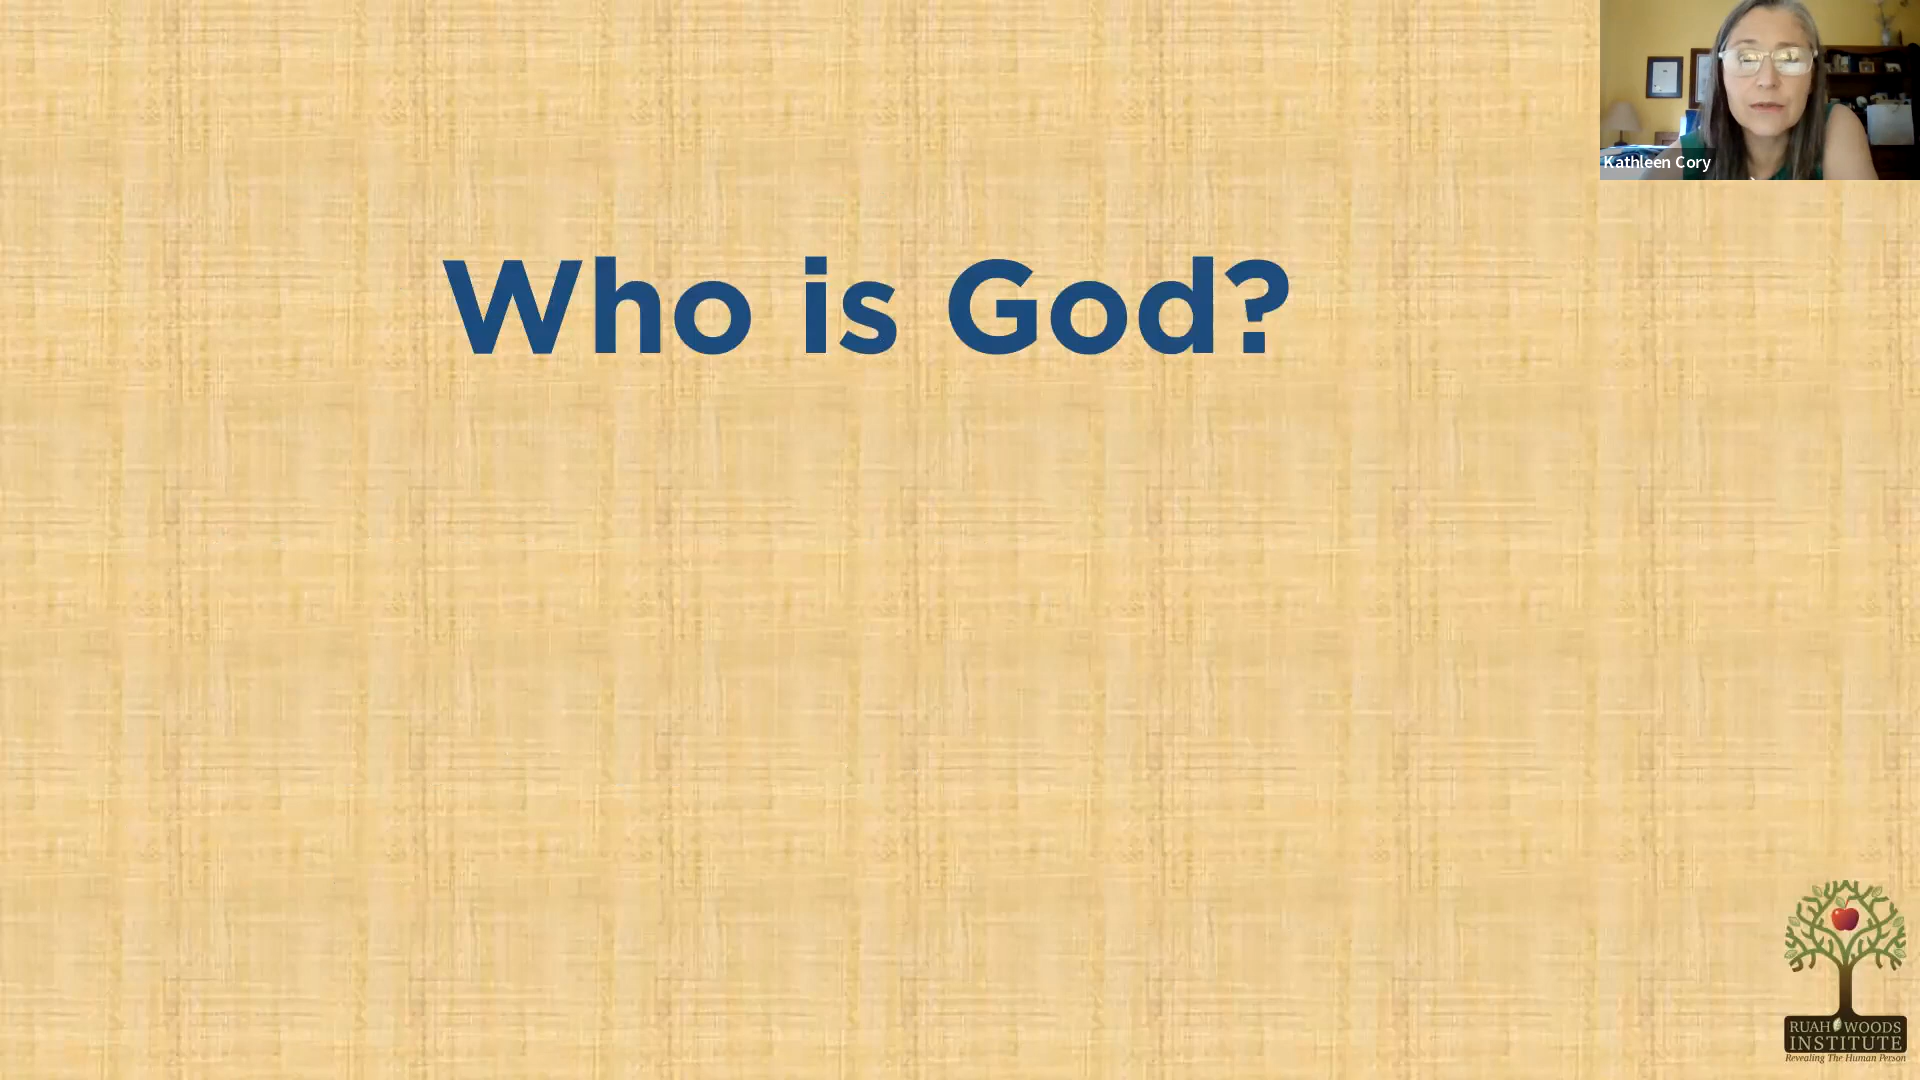 Kathleen Cory
Who is God?
RUAH WOODS
INSTITUTE
Revealing The Human Person